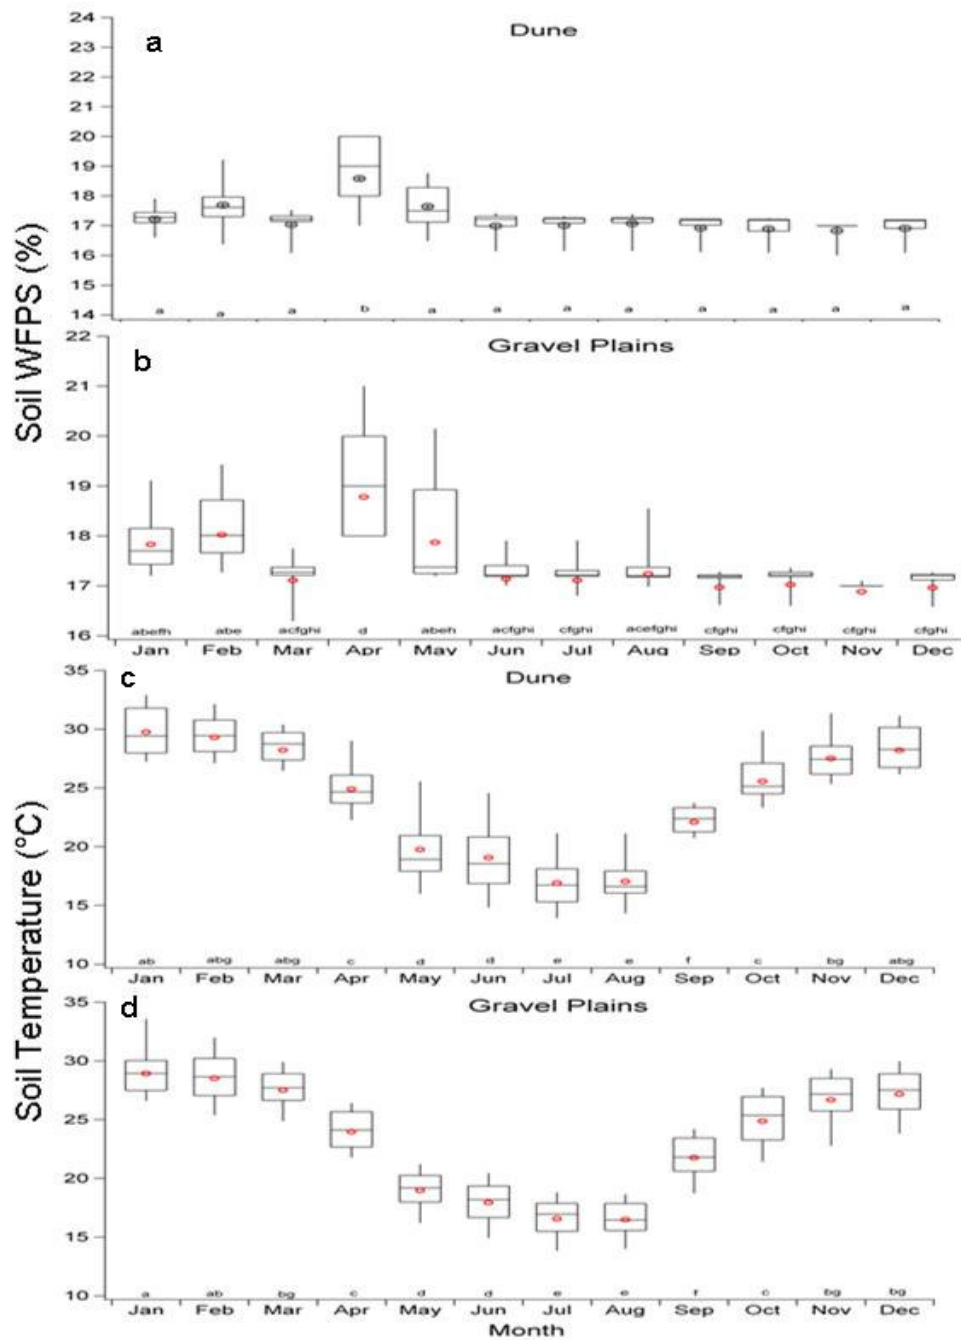 Soil WFPS (%)
a
Dune
24
23
22
21
20
19
18
17
16
15
14
a a a b a a a a a a a a
b
Gravel Plains
22
21
20
19
18
17
16
abefh abe acfghi d abeh acfghi cfghi acefghi cfghi cfghi cfghi cfghi
Jan Feb Mar Apr May Jun Jul Aug Sep Oct Nov Dec
Soil Temperature (°C)
c
Dune
35
30
25
20
15
10
ab abg abg c d d e e f c bg abg
Jan Feb Mar Apr May Jun Jul Aug Sep Oct Nov Dec
d
Gravel Plains
35
30
25
20
15
10
a ab bg c d d e e f c bg bg
Jan Feb Mar Apr May Jun Jul Aug Sep Oct Nov Dec
Month